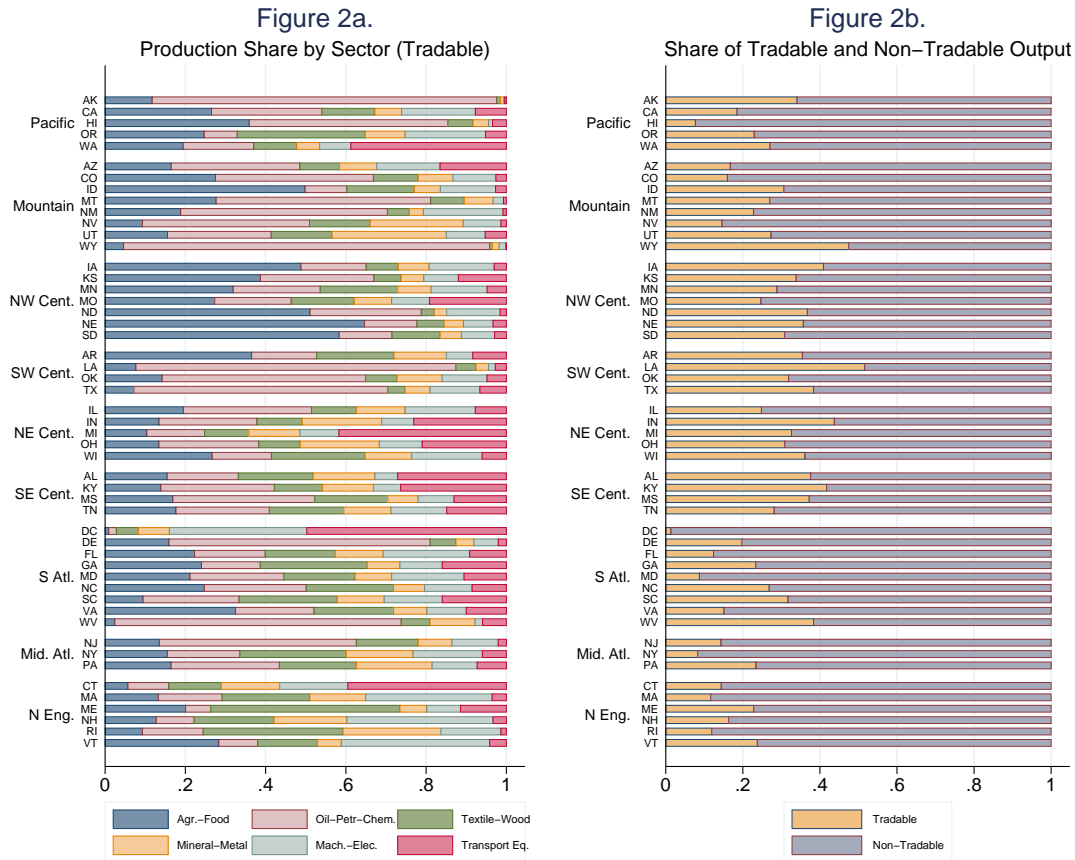 Figure 2a.
Production Share by Sector (Tradable)
Pacific
AK
CA
HI
OR
WA
Mountain
AZ
CO
ID
MT
NM
NV
UT
WY
NW Cent.
IA
KS
MN
MO
ND
NE
SD
SW Cent.
AR
LA
OK
TX
NE Cent.
IL
IN
MI
OH
WI
SE Cent.
AL
KY
MS
TN
S Atl.
DC
DE
FL
GA
MD
NC
SC
VA
WV
Mid. Atl.
NJ
NY
PA
N Eng.
CT
MA
ME
NH
RI
VT
0 .2 .4 .6 .8 1
Agr.−Food Oil−Petr−Chem. Textile−Wood
Mineral−Metal Mach.−Elec. Transport Eq.
Figure 2b.
Share of Tradable and Non−Tradable Output
Pacific
AK
CA
HI
OR
WA
Mountain
AZ
CO
ID
MT
NM
NV
UT
WY
NW Cent.
IA
KS
MN
MO
ND
NE
SD
SW Cent.
AR
LA
OK
TX
NE Cent.
IL
IN
MI
OH
WI
SE Cent.
AL
KY
MS
TN
S Atl.
DC
DE
FL
GA
MD
NC
SC
VA
WV
Mid. Atl.
NJ
NY
PA
N Eng.
CT
MA
ME
NH
RI
VT
0 .2 .4 .6 .8 1
Tradable
Non−Tradable